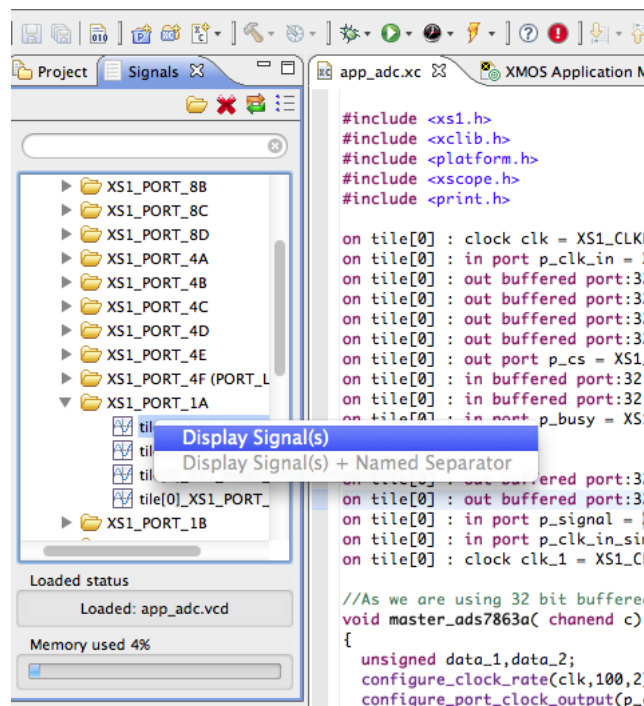 Project
Signals
app_adc.xc
XMOS Application M
XS1_PORT_8B
XS1_PORT_8C
XS1_PORT_8D
XS1_PORT_4A
XS1_PORT_4B
XS1_PORT_4C
XS1_PORT_4D
XS1_PORT_4E
XS1_PORT_4F (PORT_L
XS1_PORT_1A
tile[0]_XS1_PORT_
XS1_PORT_1B
Display Signal(s)
Display Signal(s) + Named Separator
Loaded status
Loaded: app_adc.vcd
Memory used 4%
#include <xs1.h>
#include <xclib.h>
#include <platform.h>
#include <xscope.h>
#include <print.h>
on tile[0] : clock clk = XS1_CLK
on tile[0] : in port p_clk_in =
on tile[0] : out buffered port:3
on tile[0] : out buffered port:3
on tile[0] : out buffered port:3
on tile[0] : out buffered port:3
on tile[0] : out port p_cs = XS1
on tile[0] : in buffered port:32
on tile[0] : in buffered port:32
on tile[0] : in port p_busy = XS
on tile[0] : out buffered port:3
on tile[0] : out buffered port:3
on tile[0] : in port p_signal =
on tile[0] : in port p_clk_in_si
on tile[0] : clock clk_1 = XS1_C
//As we are using 32 bit buffere
void master_ads7863a( chanend c)
{
unsigned data_1,data_2;
configure_clock_rate(clk,100,2
configure_port_clock_output(p_